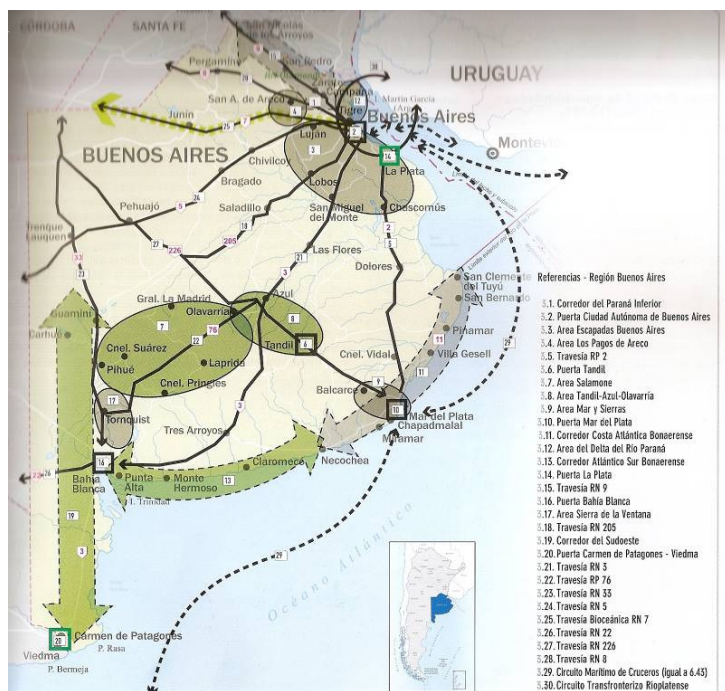 CÓRDOBA
SANTA FE
San Nicolás
de los Arroyos
San Pedro
Pergamino
Zárate
Campana
Tigre
I. Martín García
(Arg.)
URUGUAY
San A. de Areco
Buenos Aires
Montevi
Junín
Luján
BUENOS AIRES
Chivilcoy
La Plata
Bragado
Lobos
Saladillo
San Miguel
del Monte
Chascomús
Pehuajó
Trenque
Lauquen
Las Flores
Dolores
San Clemente
del Tuyú
San Bernardo
Guaminí
Gral. La Madrid
Azul
Olavarría
Pinamar
Carhué
Cnel. Suárez
Tandil
Villa Gesell
Pihué
Laprida
Cnel. Vidal
Cnel. Pringles
Balcarce
Mar del Plata
Chapadmalal
Miramar
Tornquist
Tres Arroyos
Necochea
Claromecó
Bahía
Blanca
Punta
Alta
Monte
Hermoso
I. Trinidad
Océano Atlántico
Carmen de Patagones
Viedma
P. Rasa
P. Bermeja
Referencias - Región Buenos Aires
3.1. Corredor del Paraná Inferior
3.2. Puerta Ciudad Autónoma de Buenos Aires
3.3. Area Escapadas Buenos Aires
3.4. Area Los Pagos de Areco
3.5. Travesía RP 2
3.6. Puerta Tandil
3.7. Area Salamone
3.8. Area Tandil-Azul-Olavarría
3.9. Area Mar y Sierras
3.10. Puerta Mar del Plata
3.11. Corredor Costa Atlántica Bonaerense
3.12. Area del Delta del Río Paraná
3.13. Corredor Atlántico Sur Bonaerense
3.14. Puerta La Plata
3.15. Travesía RN 9
3.16. Puerta Bahía Blanca
3.17. Area Sierra de la Ventana
3.18. Travesía RN 205
3.19. Corredor del Sudoeste
3.20. Puerta Carmen de Patagones - Viedma
3.21. Travesía RN 3
3.22. Travesía RP 76
3.23. Travesía RN 33
3.24. Travesía RN 5
3.25. Travesía Bioceánica RN 7
3.26. Travesía RN 22
3.27. Travesía RN 226
3.28. Travesía RN 8
3.29. Circuito Marítimo de Cruceros (igual a 6.43)
3.30. Circuito Transfronterizo Rioplatense